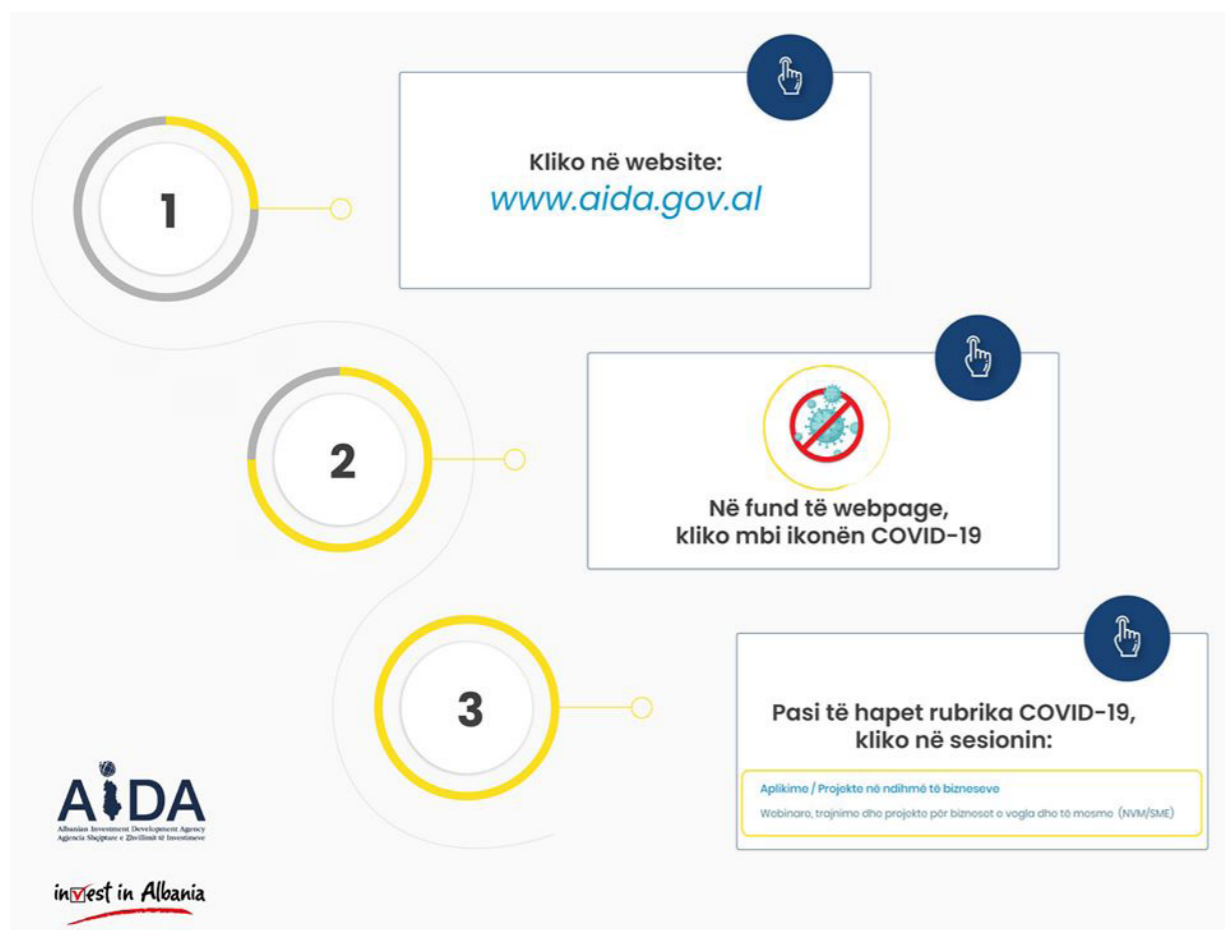 1
Kliko në website:
www.aida.gov.al
2
Në fund të webpage,
kliko mbi ikonën COVID-19
3
Pasi të hapet rubrika COVID-19,
kliko në sesionin:
Aplikime / Projekte në ndihmë të bizneseve
Webinare, trajnime dhe projekte për bizneset e vogla dhe të mesme (NVM/SME)
AIDA
Albanian Investment Development Agency
Agjencia Shqiptare e Zhvillimit të Investimeve
invest in Albania